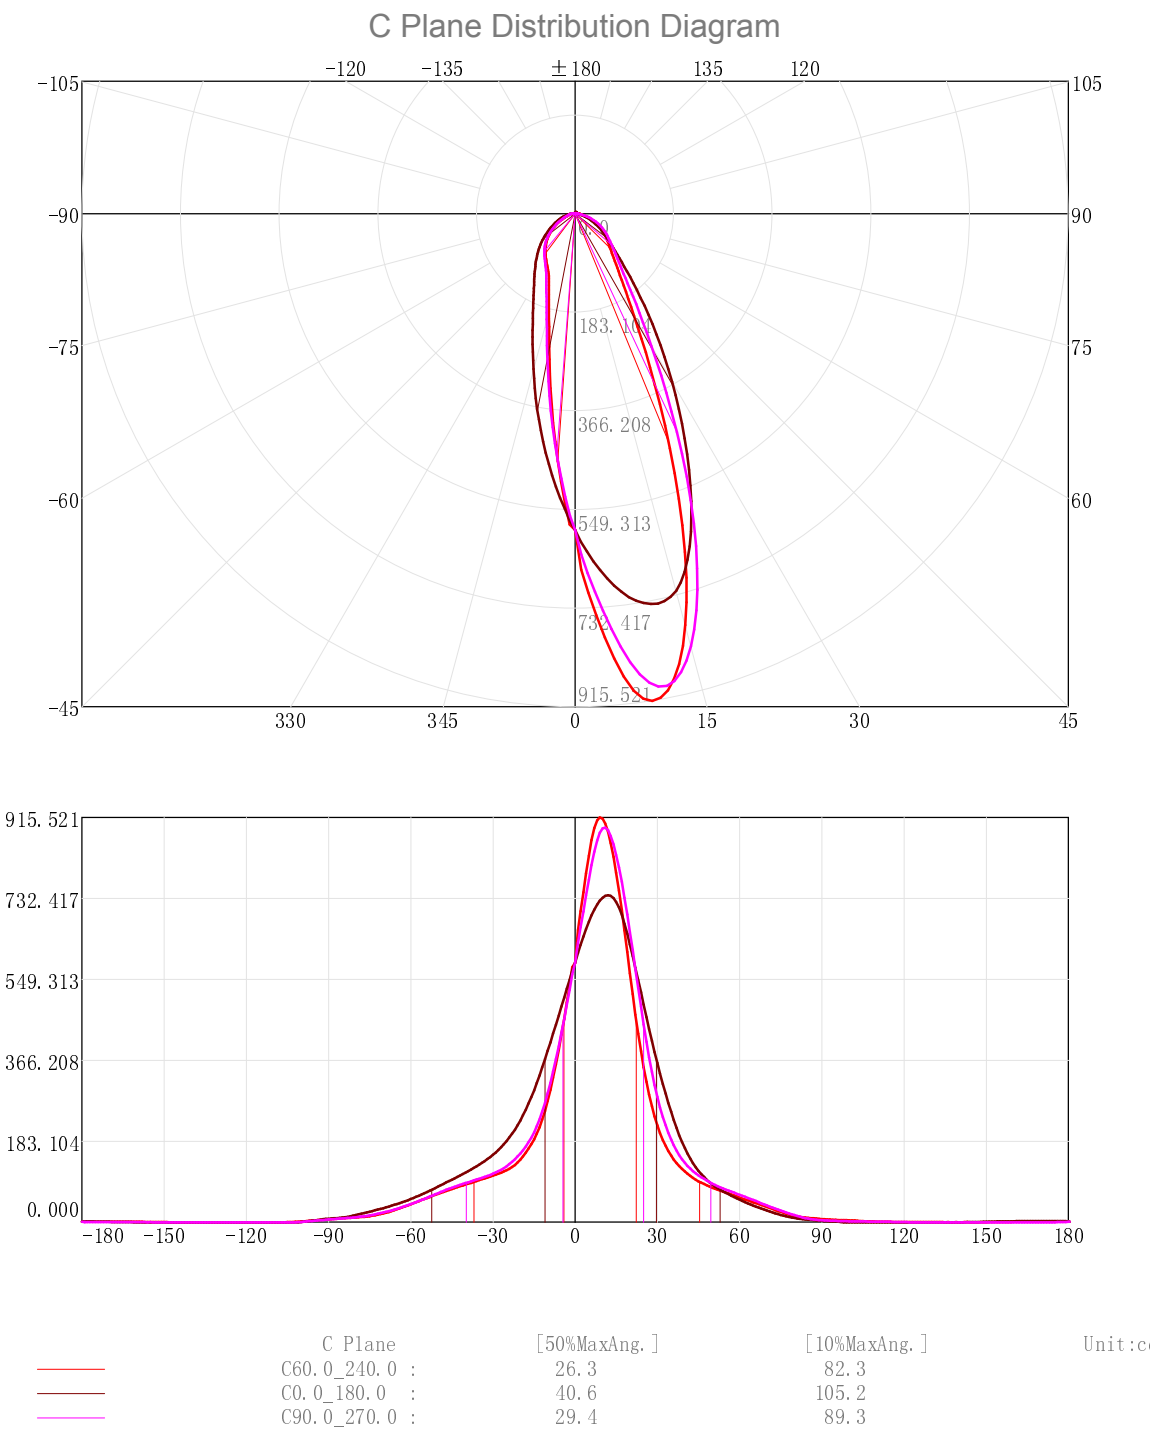 C Plane Distribution Diagram
-120 -135 ±180 135 120
-105 105
0.0
-90 90
183.104
-75 75
366.208
-60 60
549.313
732.417
915.521
-45
330 345 0 15 30 45
915.521
732.417
549.313
366.208
183.104
0.000
-180 -150 -120 -90 -60 -30 0 30 60 90 120 150 180
C Plane [50%MaxAng.] [10%MaxAng.] Unit:c
C60.0_240.0 : 26.3 82.3
C0.0_180.0 : 40.6 105.2
C90.0_270.0 : 29.4 89.3